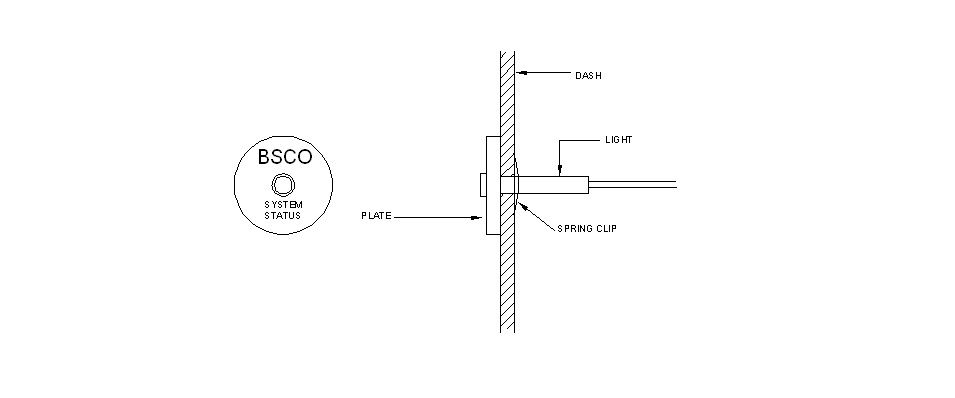 BSCO
SYSTEM
STATUS
DASH
LIGHT
PLATE
SPRING CLIP